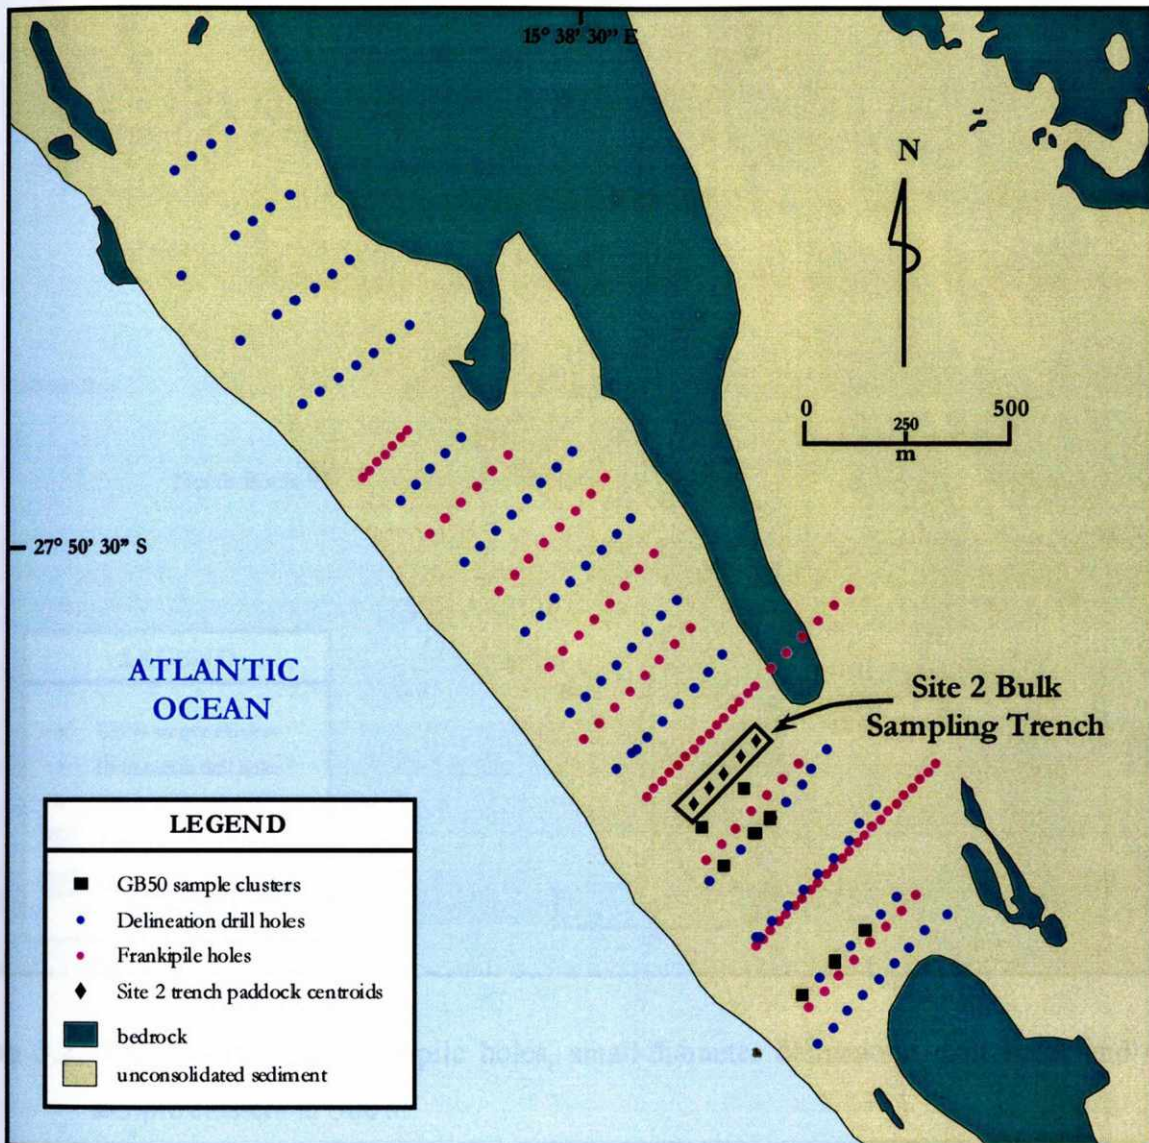 15° 38' 30" E
N
0 500
250
m
27° 50' 30" S
ATLANTIC
OCEAN
Site 2 Bulk
Sampling Trench
LEGEND
GB50 sample clusters
Delineation drill holes
Frankipile holes
Site 2 trench paddock centroids
bedrock
unconsolidated sediment